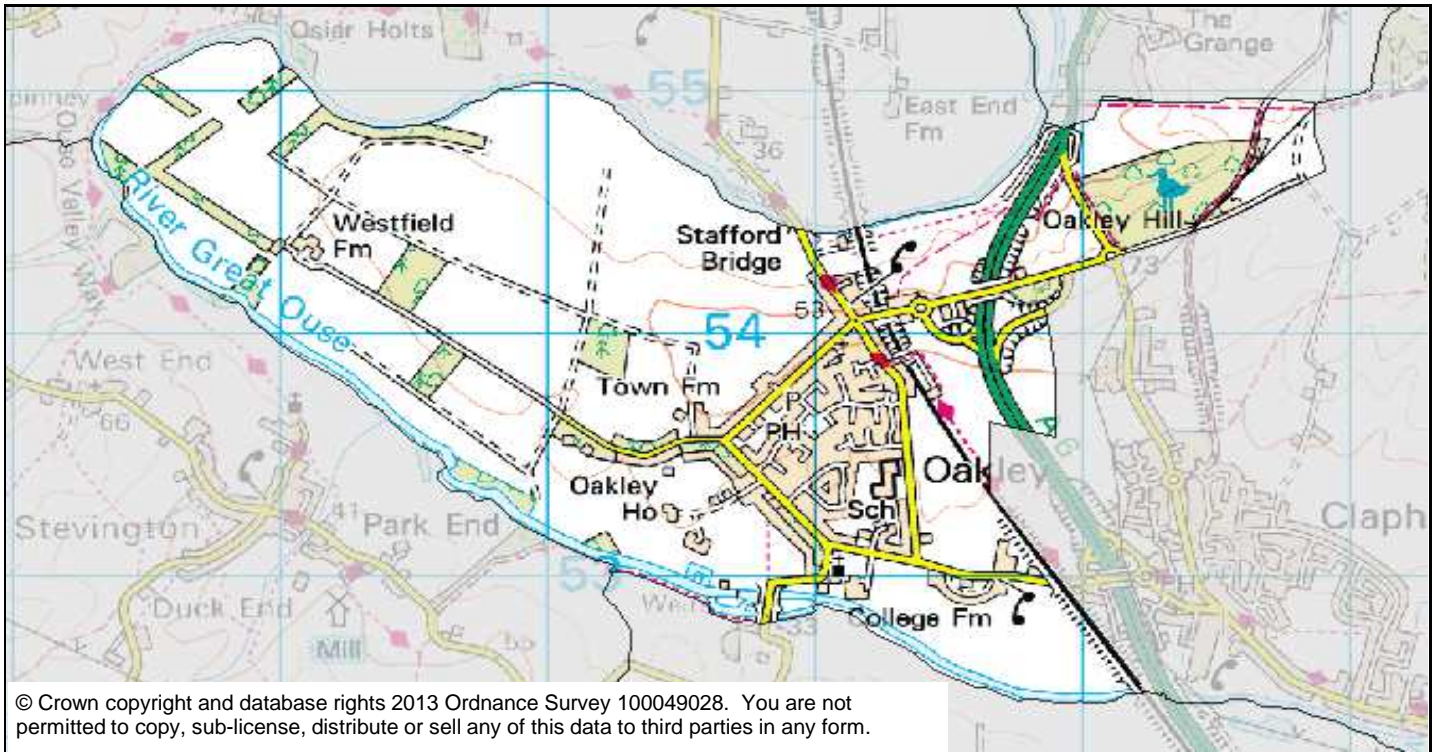 Osier Holts
The
Grange
55
East End
Fm
36
Ouse Valley
Way
River Great Ouse
Westfield
Fm
Stafford
Bridge
Oakley Hill
73
53
54
West End
66
Town Fm
P
PH
Oakley
Oakley
Ho
Sch
41
Park End
Stevington
Claph
53
Duck End
Mill
33
College Fm
55
© Crown copyright and database rights 2013 Ordnance Survey 100049028. You are not
permitted to copy, sub-license, distribute or sell any of this data to third parties in any form.